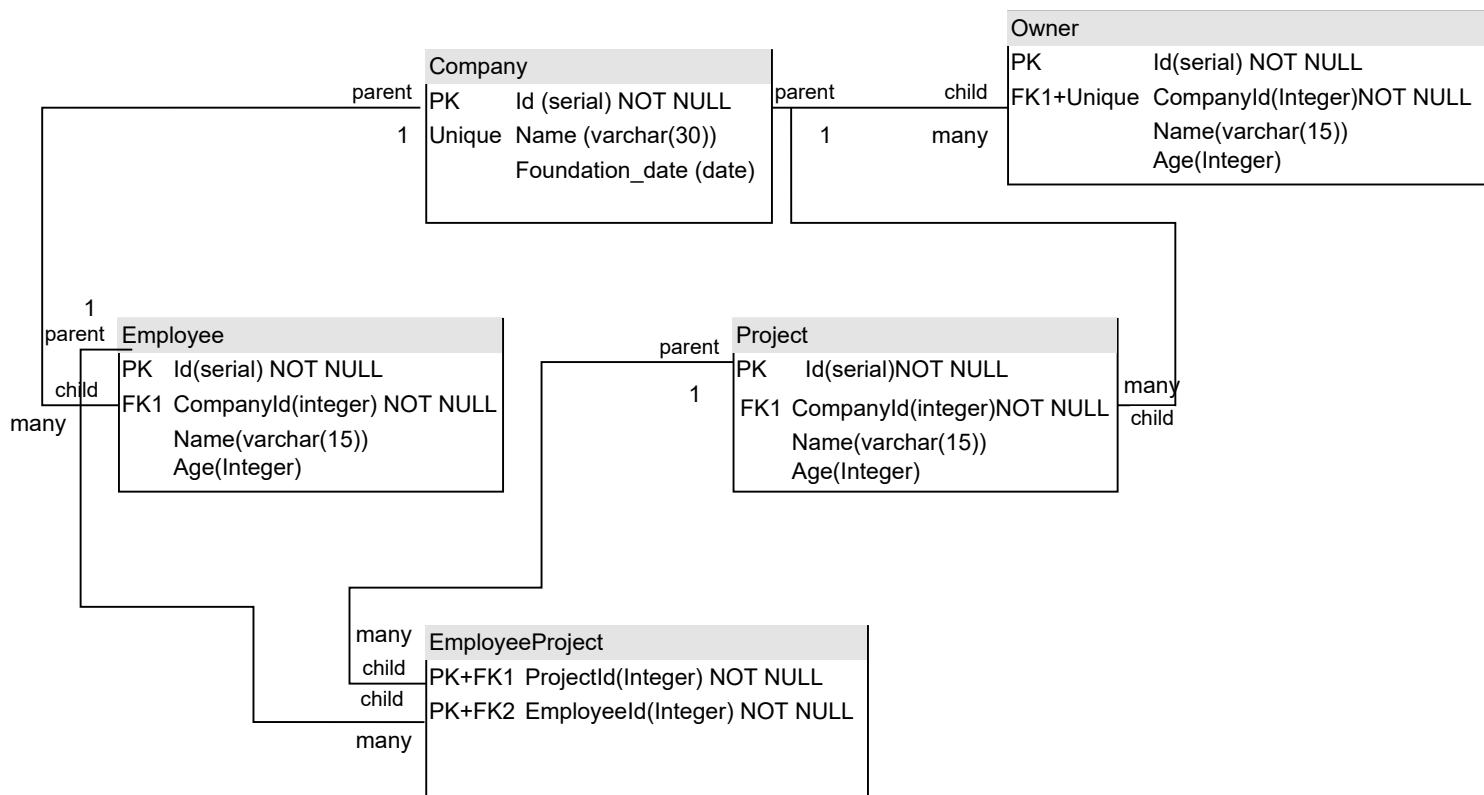 Owner
PK Id(serial) NOT NULL
FK1+Unique CompanyId(Integer)NOT NULL
Name(varchar(15))
Age(Integer)
Company
PK Id (serial) NOT NULL
Unique Name (varchar(30))
Foundation_date (date)
parent
1
parent
1
child
many
1
parent
child
many
Employee
PK Id(serial) NOT NULL
FK1 CompanyId(integer) NOT NULL
Name(varchar(15))
Age(Integer)
parent
1
Project
PK Id(serial)NOT NULL
FK1 CompanyId(integer)NOT NULL
Name(varchar(15))
Age(Integer)
many
child
many
child
child
many
EmployeeProject
PK+FK1 ProjectId(Integer) NOT NULL
PK+FK2 EmployeeId(Integer) NOT NULL